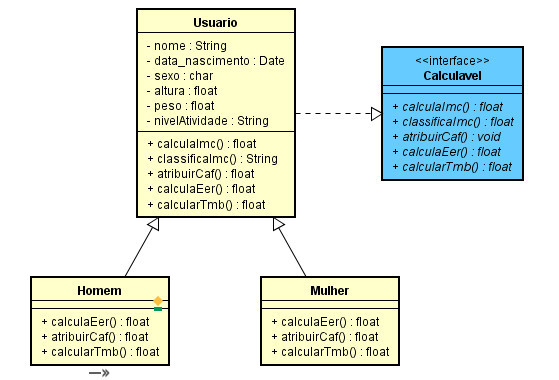 Usuario
- nome : String
- data_nascimento : Date
- sexo : char
- altura : float
- peso : float
- nivelAtividade : String
+ calculaImc() : float
+ classificaImc() : String
+ atribuirCaf() : float
+ calculaEer() : float
+ calcularTmb() : float
<<interface>>
Calculavel
+ calculaImc() : float
+ classificaImc() : float
+ atribuirCaf() : void
+ calculaEer() : float
+ calcularTmb() : float
Homem
+ calculaEer() : float
+ atribuirCaf() : float
+ calcularTmb() : float
Mulher
+ calculaEer() : float
+ atribuirCaf() : float
+ calcularTmb() : float